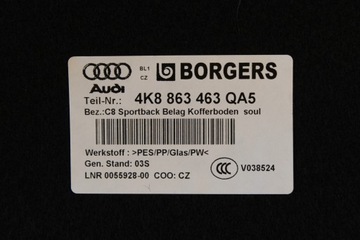 BL1
CZ
BORGERS
Audi
Teil-Nr.: 4K8 863 463 QA5
Bez.:C8 Sportback Belag Kofferboden soul
Werkstoff : >PES/PP/Glas/PW<
Gen. Stand: 03S
LNR 0055928-00 COO: CZ
CCC
V038524